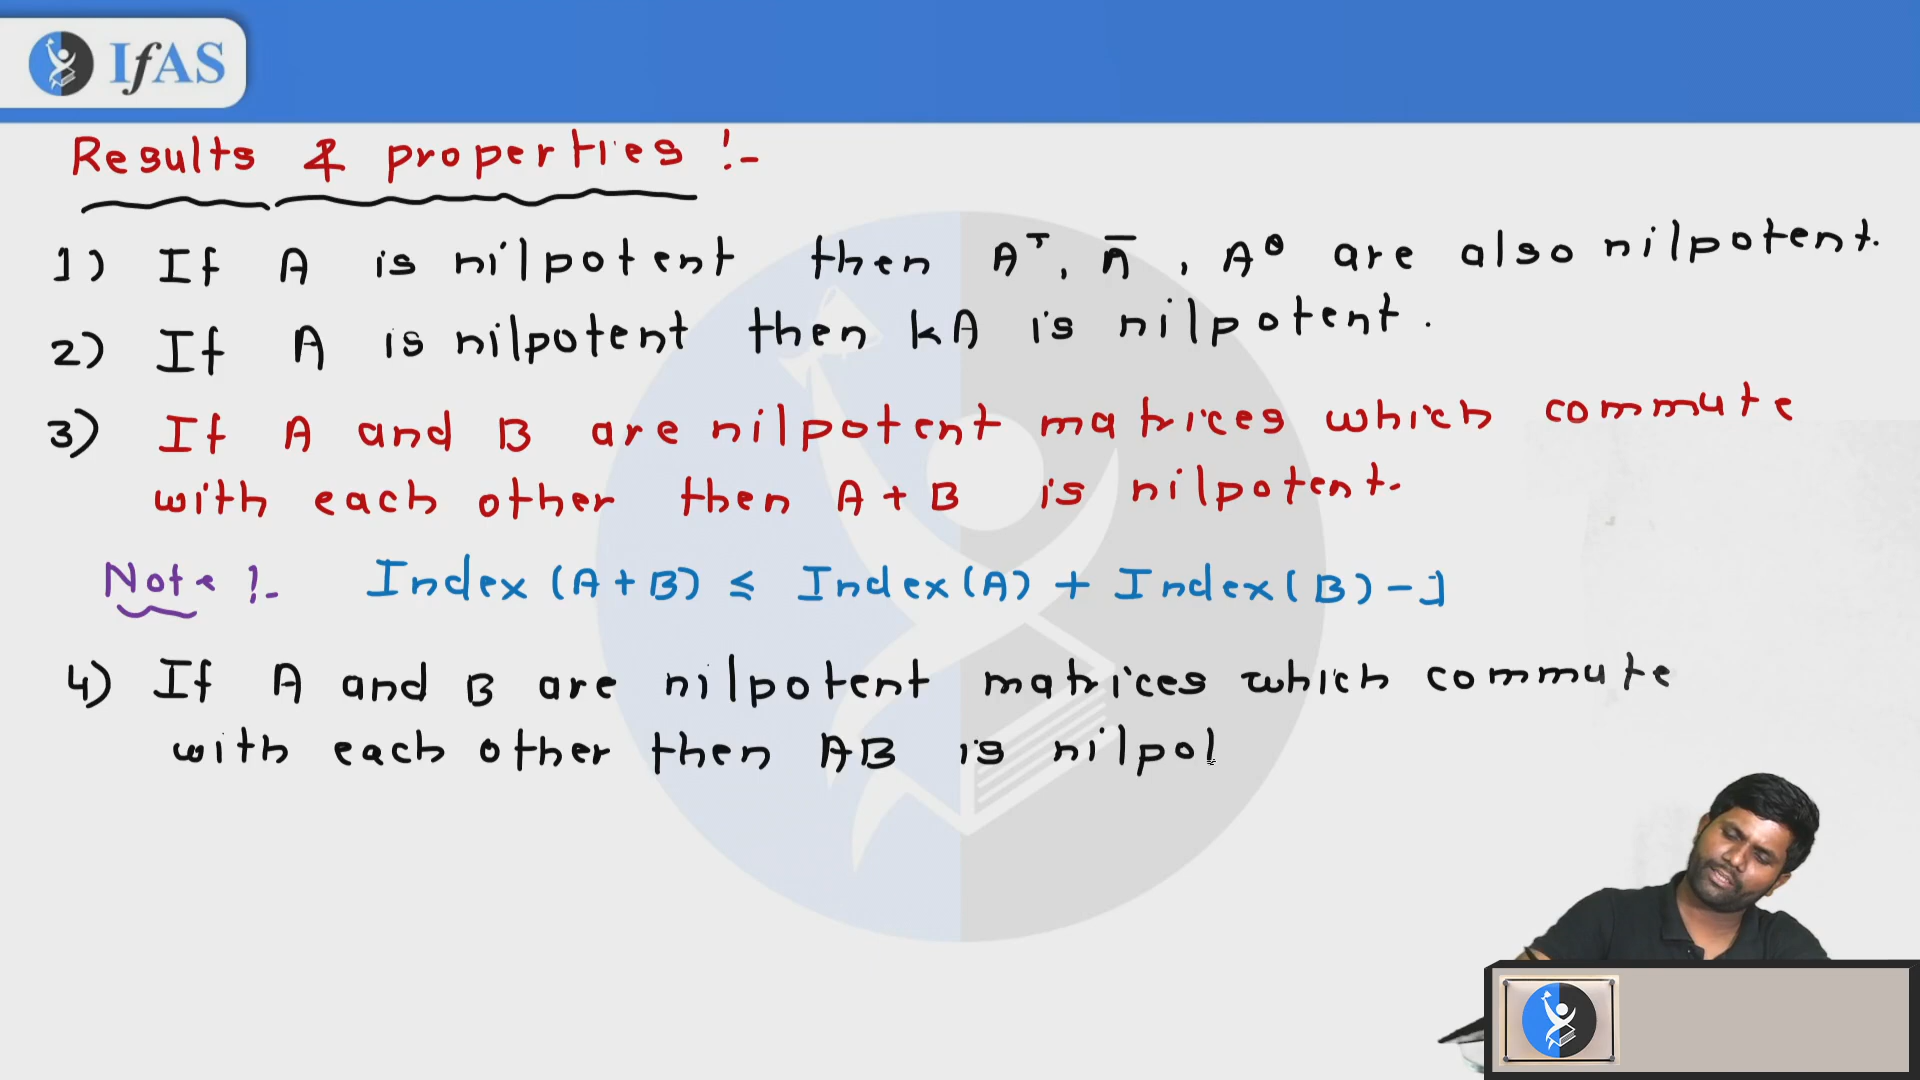 IfAS
Results & properties :-
1) If A is nilpotent then Aᵀ, Ā, A^θ are also nilpotent.
2) If A is nilpotent then kA is nilpotent.
3) If A and B are nilpotent matrices which commute
with each other then A + B is nilpotent.
Note :- Index (A + B) ≤ Index (A) + Index (B) - 1
4) If A and B are nilpotent matrices which commute
with each other then AB is nilpo